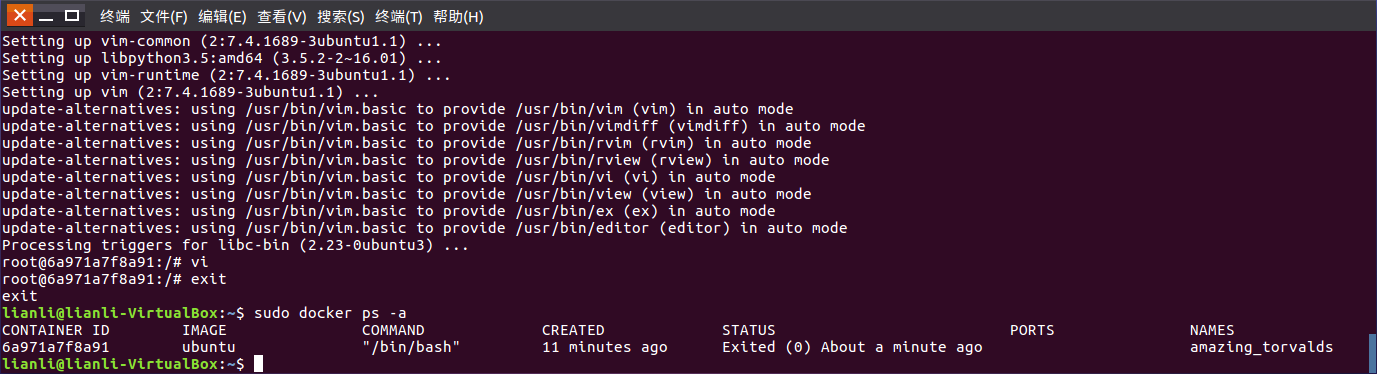 终端 文件(F) 编辑(E) 查看(V) 搜索(S) 终端(T) 帮助(H)
Setting up vim-common (2:7.4.1689-3ubuntu1.1) ...
Setting up libpython3.5:amd64 (3.5.2-2~16.01) ...
Setting up vim-runtime (2:7.4.1689-3ubuntu1.1) ...
Setting up vim (2:7.4.1689-3ubuntu1.1) ...
update-alternatives: using /usr/bin/vim.basic to provide /usr/bin/vim (vim) in auto mode
update-alternatives: using /usr/bin/vim.basic to provide /usr/bin/vimdiff (vimdiff) in auto mode
update-alternatives: using /usr/bin/vim.basic to provide /usr/bin/rvim (rvim) in auto mode
update-alternatives: using /usr/bin/vim.basic to provide /usr/bin/rview (rview) in auto mode
update-alternatives: using /usr/bin/vim.basic to provide /usr/bin/vi (vi) in auto mode
update-alternatives: using /usr/bin/vim.basic to provide /usr/bin/view (view) in auto mode
update-alternatives: using /usr/bin/vim.basic to provide /usr/bin/ex (ex) in auto mode
update-alternatives: using /usr/bin/vim.basic to provide /usr/bin/editor (editor) in auto mode
Processing triggers for libc-bin (2.23-0ubuntu3) ...
root@6a971a7f8a91:/# vi
root@6a971a7f8a91:/# exit
exit
lianli@lianli-VirtualBox:~$ sudo docker ps -a
CONTAINER ID IMAGE COMMAND CREATED STATUS PORTS NAMES
6a971a7f8a91 ubuntu "/bin/bash" 11 minutes ago Exited (0) About a minute ago amazing_torvalds
lianli@lianli-VirtualBox:~$